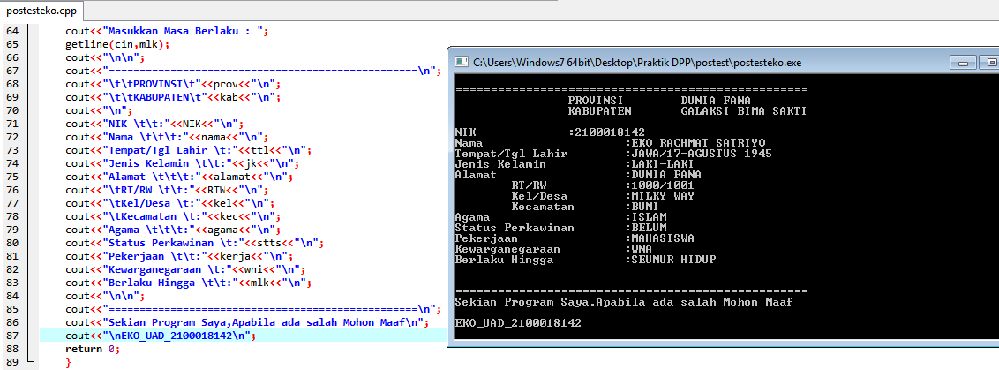 postesteko.cpp
64 cout<<"Masukkan Masa Berlaku : ";
65 getline(cin,mlk);
66 cout<<"\n\n";
67 cout<<"==================================================\n";
68 cout<<"\t\tPROVINSI\t"<<prov<<"\n";
69 cout<<"\t\tKABUPATEN\t"<<kab<<"\n";
70 cout<<"\n";
71 cout<<"NIK \t\t:"<<NIK<<"\n";
72 cout<<"Nama \t\t\t:"<<nama<<"\n";
73 cout<<"Tempat/Tgl Lahir \t:"<<ttl<<"\n";
74 cout<<"Jenis Kelamin \t\t:"<<jk<<"\n";
75 cout<<"Alamat \t\t\t:"<<alamat<<"\n";
76 cout<<"\tRT/RW \t\t:"<<RTW<<"\n";
77 cout<<"\tKel/Desa \t:"<<kel<<"\n";
78 cout<<"\tKecamatan \t:"<<kec<<"\n";
79 cout<<"Agama \t\t\t:"<<agama<<"\n";
80 cout<<"Status Perkawinan \t:"<<stts<<"\n";
81 cout<<"Pekerjaan \t\t:"<<kerja<<"\n";
82 cout<<"Kewarganegaraan \t:"<<wni<<"\n";
83 cout<<"Berlaku Hingga \t\t:"<<mlk<<"\n";
84 cout<<"\n\n";
85 cout<<"==================================================\n";
86 cout<<"Sekian Program Saya,Apabila ada salah Mohon Maaf\n";
87 cout<<"\nEKO_UAD_2100018142\n";
88 return 0;
89 }
C:\Users\Windows7 64bit\Desktop\Praktik DPP\postest\postesteko.exe
==================================================
PROVINSI DUNIA FANA
KABUPATEN GALAKSI BIMA SAKTI
NIK :2100018142
Nama :EKO RACHMAT SATRIYO
Tempat/Tgl Lahir :JAWA/17-AGUSTUS 1945
Jenis Kelamin :LAKI-LAKI
Alamat :DUNIA FANA
RT/RW :1000/1001
Kel/Desa :MILKY WAY
Kecamatan :BUMI
Agama :ISLAM
Status Perkawinan :BELUM
Pekerjaan :MAHASISWA
Kewarganegaraan :WNA
Berlaku Hingga :SEUMUR HIDUP
==================================================
Sekian Program Saya,Apabila ada salah Mohon Maaf
EKO_UAD_2100018142